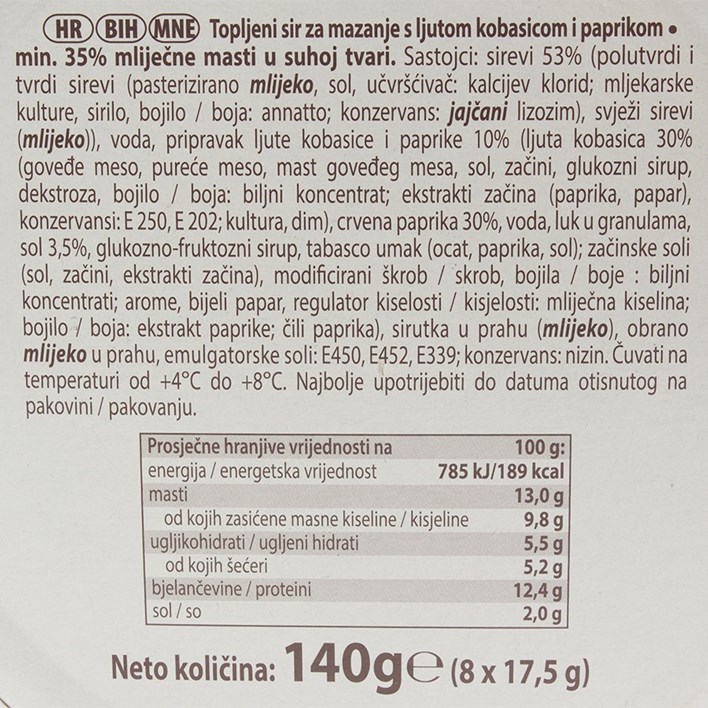 HR BIH MNE Topljeni sir za mazanje s ljutom kobasicom i paprikom •
min. 35% mliječne masti u suhoj tvari. Sastojci: sirevi 53% (polutvrdi i
tvrdi sirevi (pasterizirano mlijeko, sol, učvršćivač: kalcijev klorid; mljekarske
kulture, sirilo, bojilo / boja: annatto; konzervans: jajčani lizozim), svježi sirevi
(mlijeko)), voda, pripravak ljute kobasice i paprike 10% (ljuta kobasica 30%
(goveđe meso, pureće meso, mast goveđeg mesa, sol, začini, glukozni sirup,
dekstroza, bojilo / boja: biljni koncentrat; ekstrakti začina (paprika, papar),
konzervansi: E 250, E 202; kultura, dim), crvena paprika 30%, voda, luk u granulama,
sol 3,5%, glukozno-fruktozni sirup, tabasco umak (ocat, paprika, sol); začinske soli
(sol, začini, ekstrakti začina), modificirani škrob / skrob, bojila / boje : biljni
koncentrati; arome, bijeli papar, regulator kiselosti / kisjelosti: mliječna kiselina;
bojilo / boja: ekstrakt paprike; čili paprika), sirutka u prahu (mlijeko), obrano
mlijeko u prahu, emulgatorske soli: E450, E452, E339; konzervans: nizin. Čuvati na
temperaturi od +4°C do +8°C. Najbolje upotrijebiti do datuma otisnutog na
pakovini / pakovanju.
Prosječne hranjive vrijednosti na 100 g:
energija / energetska vrijednost 785 kJ/189 kcal
masti 13,0 g
od kojih zasićene masne kiseline / kisjeline 9,8 g
ugljikohidrati / ugljeni hidrati 5,5 g
od kojih šećeri 5,2 g
bjelančevine / proteini 12,4 g
sol / so 2,0 g
Neto količina: 140g℮ (8 x 17,5 g)